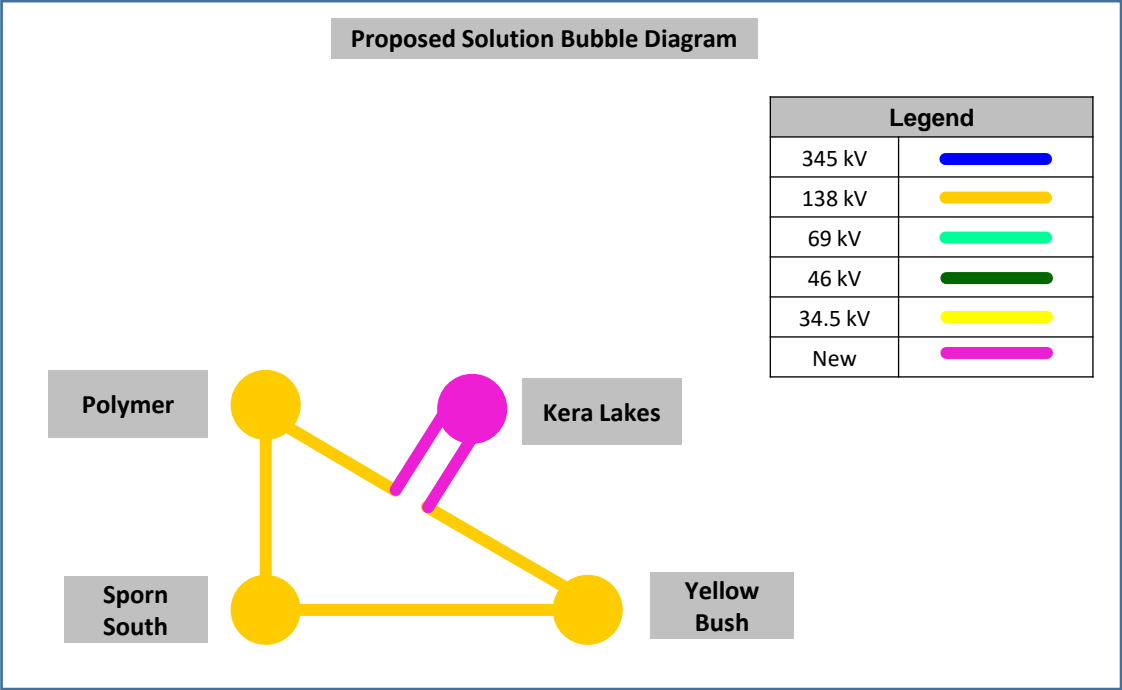 Proposed Solution Bubble Diagram
Legend
345 kV
138 kV
69 kV
46 kV
34.5 kV
New
Polymer
Kera Lakes
Sporn
South
Yellow
Bush